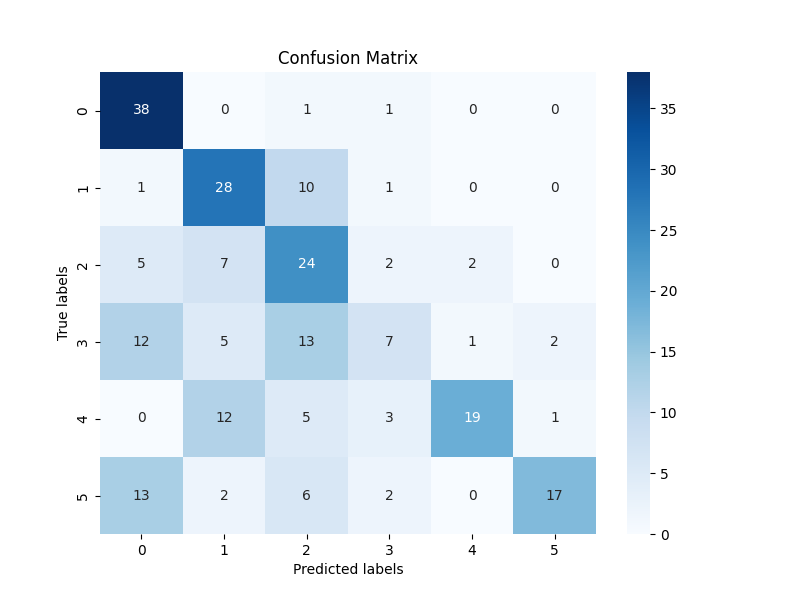 Confusion Matrix
0 38 0 1 1 0 0
1 1 28 10 1 0 0
2 5 7 24 2 2 0
3 12 5 13 7 1 2
4 0 12 5 3 19 1
5 13 2 6 2 0 17
0 1 2 3 4 5
Predicted labels
True labels
35
30
25
20
15
10
5
0